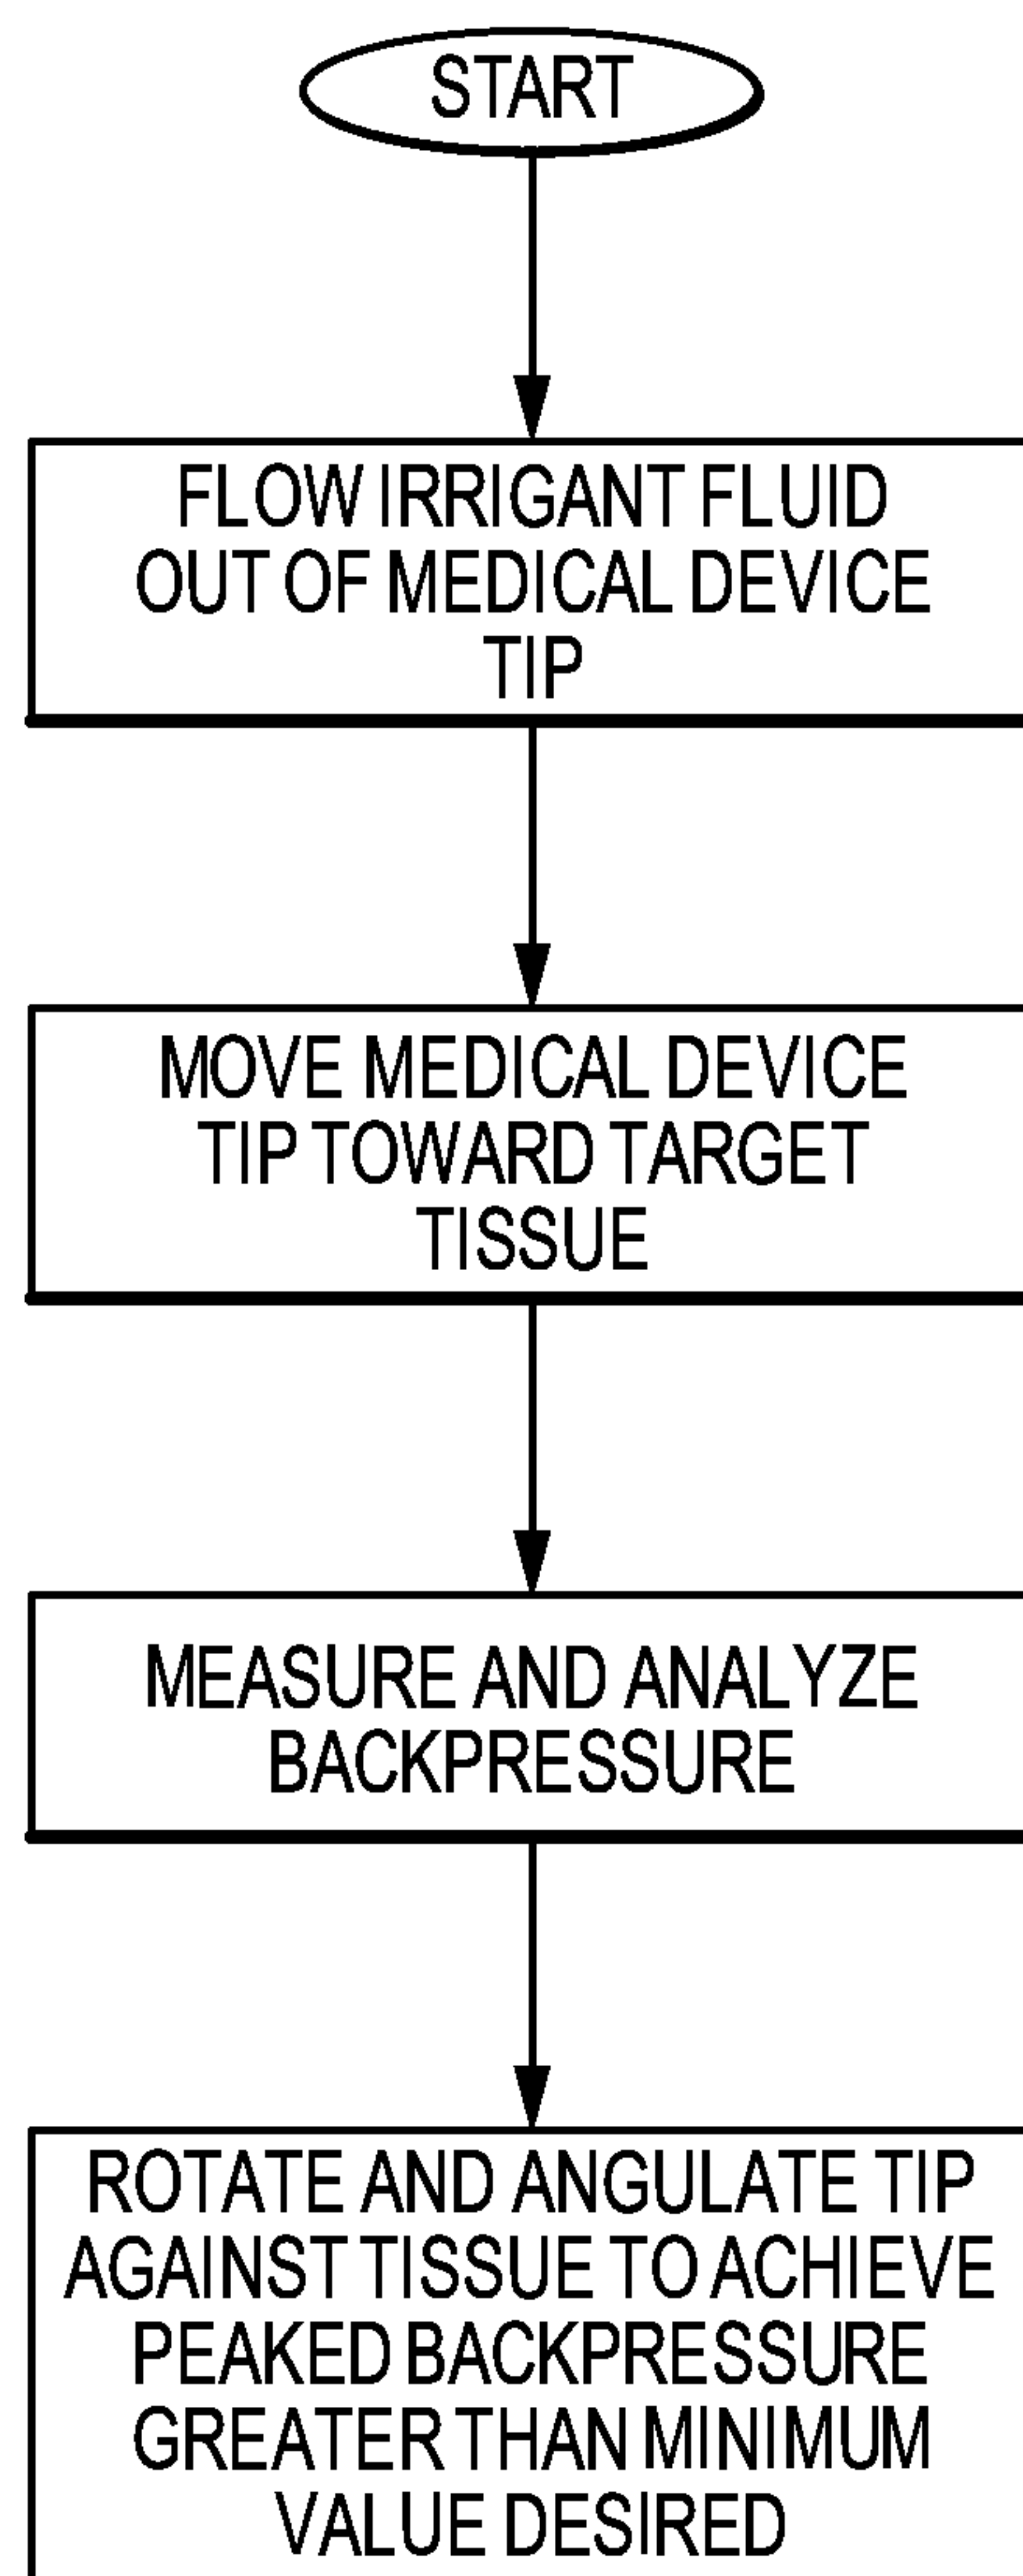 START
FLOW IRRIGANT FLUID
OUT OF MEDICAL DEVICE
TIP
MOVE MEDICAL DEVICE
TIP TOWARD TARGET
TISSUE
MEASURE AND ANALYZE
BACKPRESSURE
ROTATE AND ANGULATE TIP
AGAINST TISSUE TO ACHIEVE
PEAKED BACKPRESSURE
GREATER THAN MINIMUM
VALUE DESIRED